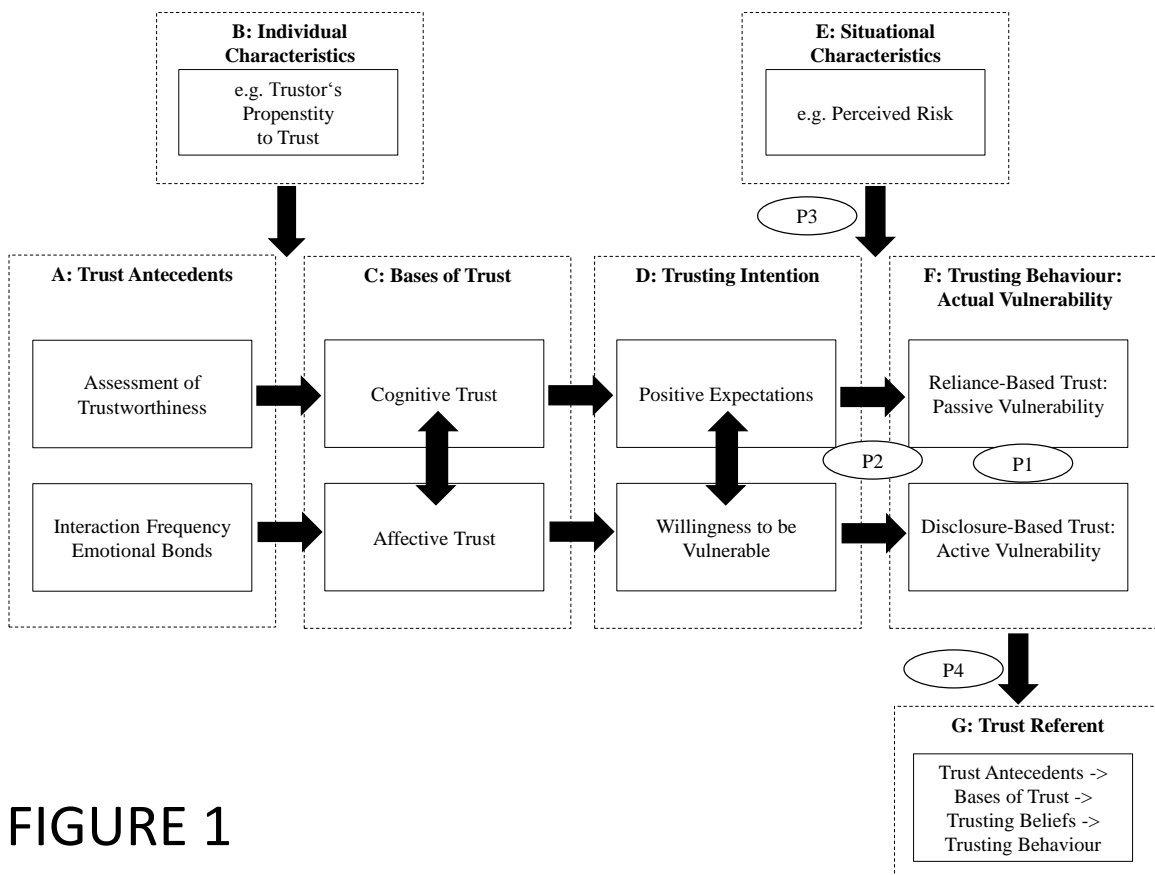 B: Individual
Characteristics
e.g. Trustor‘s
Propenstity
to Trust
E: Situational
Characteristics
e.g. Perceived Risk
P3
A: Trust Antecedents
Assessment of
Trustworthiness
Interaction Frequency
Emotional Bonds
C: Bases of Trust
Cognitive Trust
Affective Trust
D: Trusting Intention
Positive Expectations
Willingness to be
Vulnerable
P2
F: Trusting Behaviour:
Actual Vulnerability
Reliance-Based Trust:
Passive Vulnerability
P1
Disclosure-Based Trust:
Active Vulnerability
P4
G: Trust Referent
Trust Antecedents ->
Bases of Trust ->
Trusting Beliefs ->
Trusting Behaviour
FIGURE 1